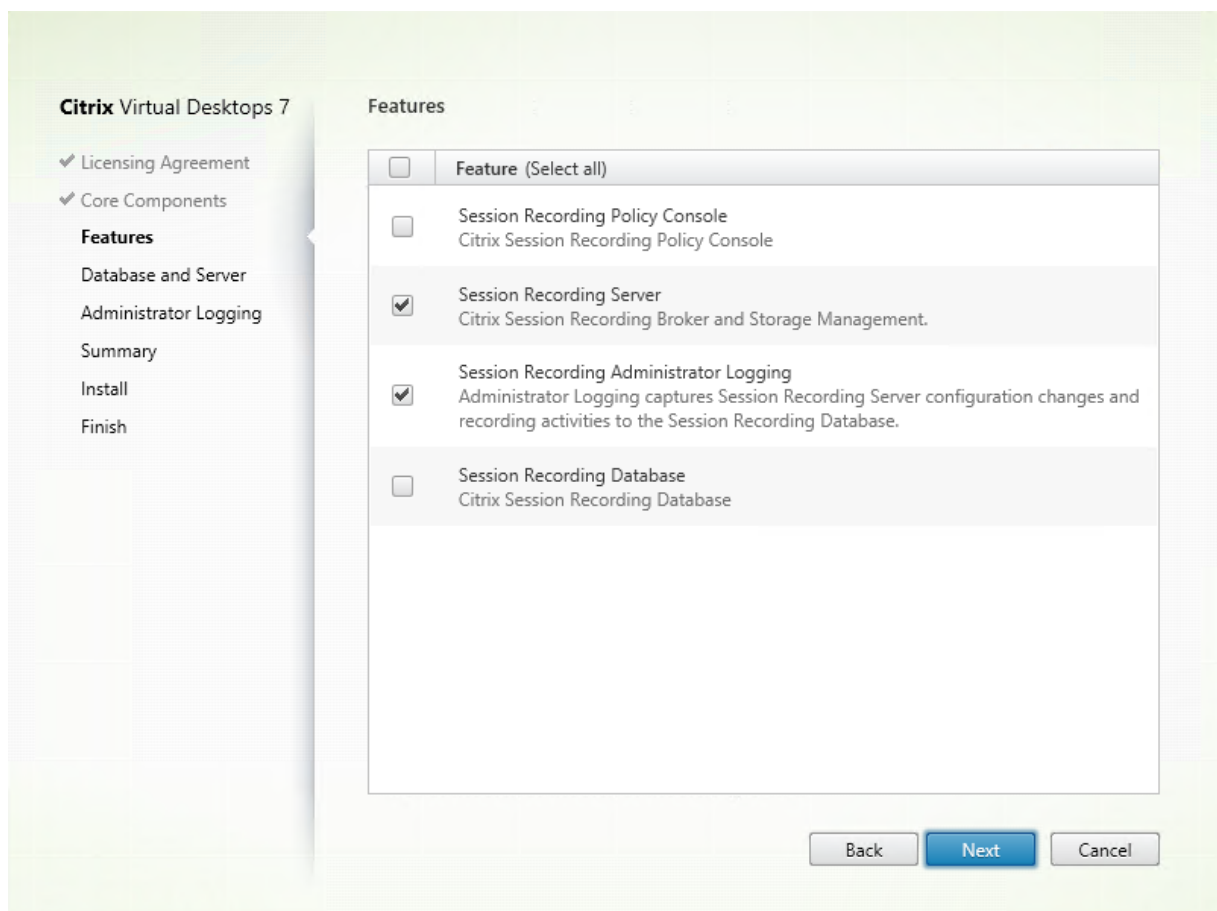 Citrix Virtual Desktops 7
Licensing Agreement
Core Components
Features
Database and Server
Administrator Logging
Summary
Install
Finish
Features
Feature (Select all)
Session Recording Policy Console
Citrix Session Recording Policy Console
Session Recording Server
Citrix Session Recording Broker and Storage Management.
Session Recording Administrator Logging
Administrator Logging captures Session Recording Server configuration changes and
recording activities to the Session Recording Database.
Session Recording Database
Citrix Session Recording Database
Back
Next
Cancel